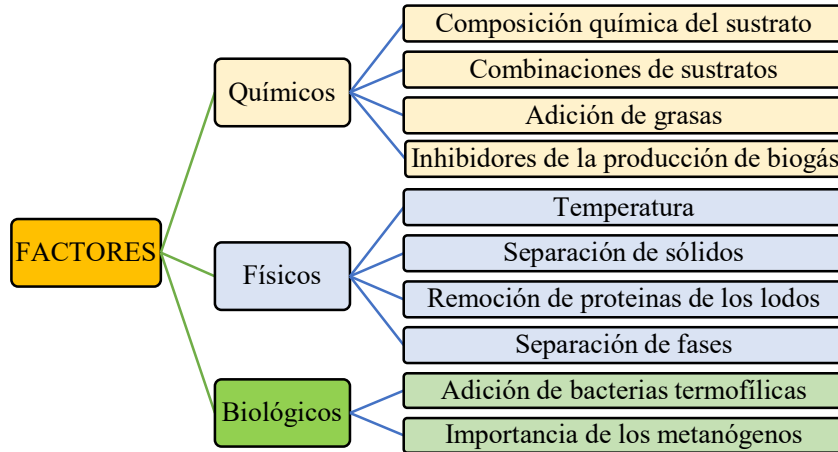 FACTORES
Químicos
Composición química del sustrato
Combinaciones de sustratos
Adición de grasas
Inhibidores de la producción de biogás
Físicos
Temperatura
Separación de sólidos
Remoción de proteinas de los lodos
Separación de fases
Biológicos
Adición de bacterias termofílicas
Importancia de los metanógenos